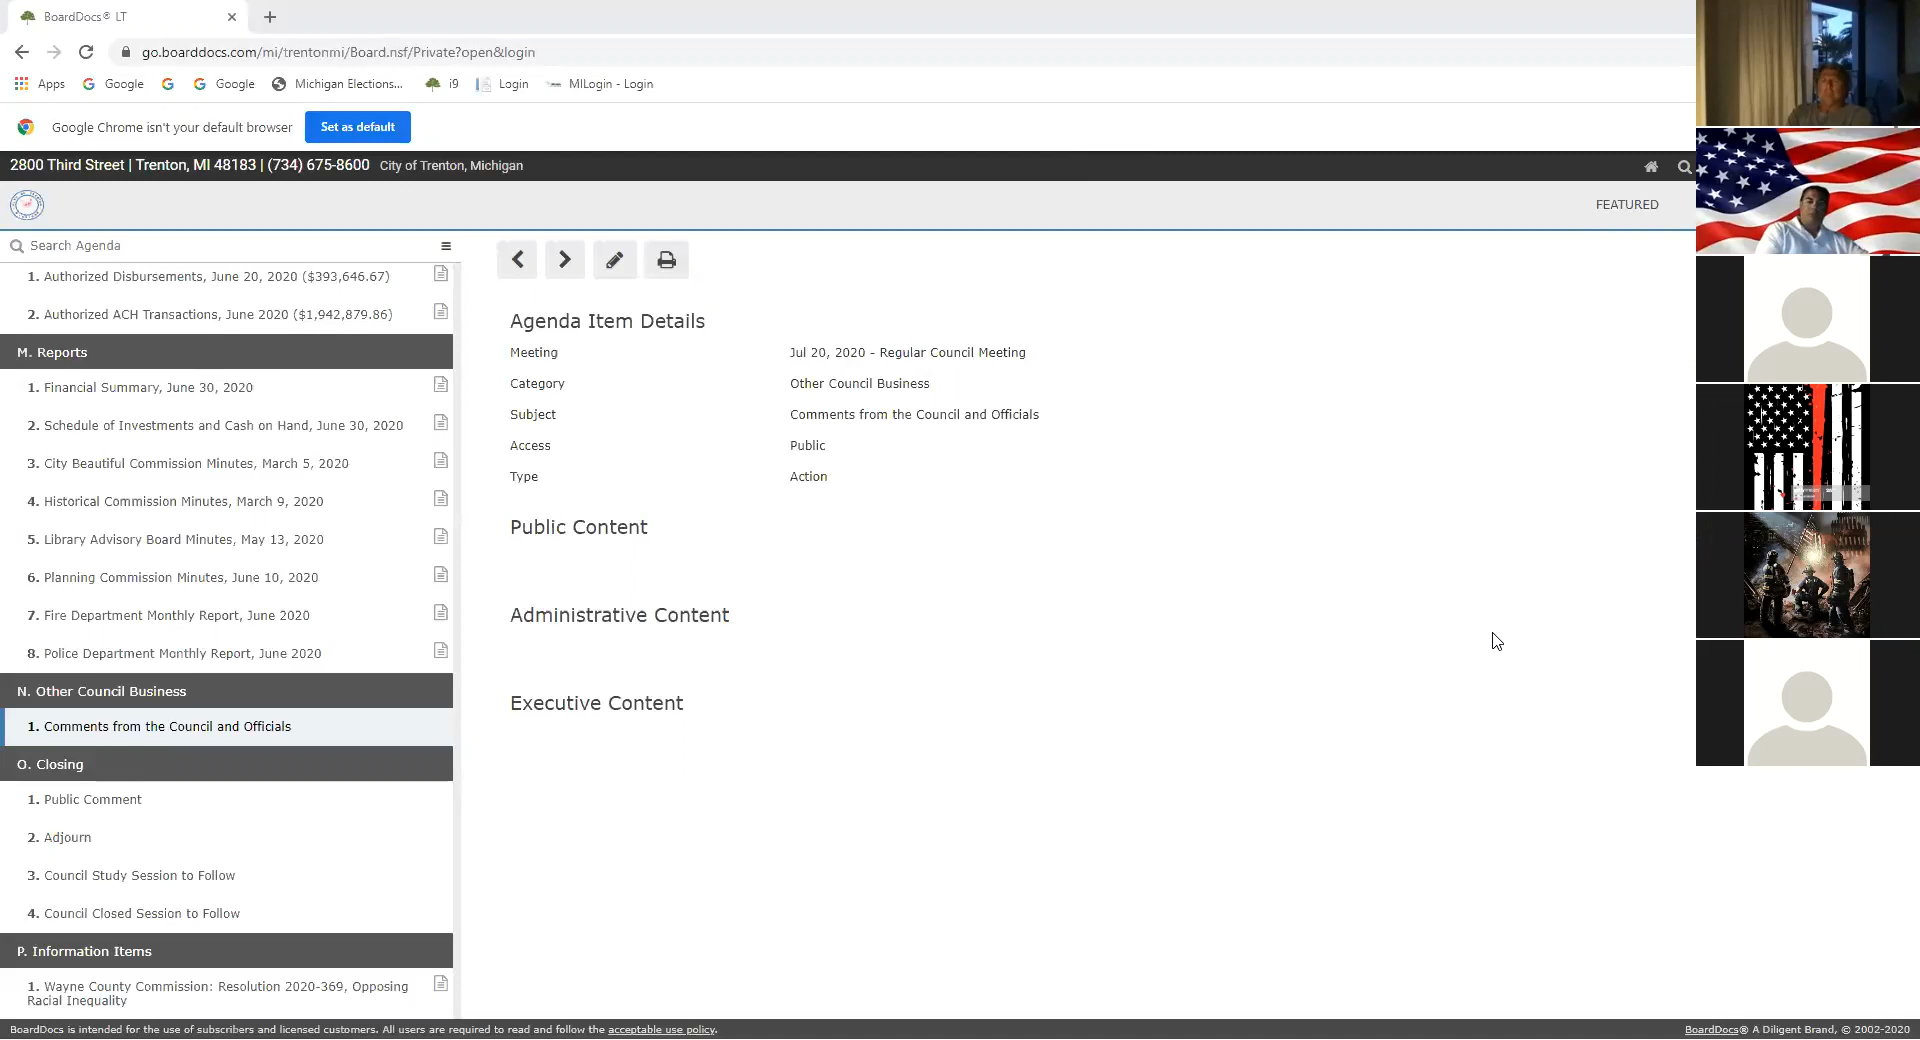 BoardDocs® LT
go.boarddocs.com/mi/trentonmi/Board.nsf/Private?open&login
Apps Google Google Michigan Elections... i9 Login MILogin - Login
Google Chrome isn't your default browser Set as default
2800 Third Street | Trenton, MI 48183 | (734) 675-8600 City of Trenton, Michigan
FEATURED
Search Agenda
1. Authorized Disbursements, June 20, 2020 ($393,646.67)
2. Authorized ACH Transactions, June 2020 ($1,942,879.86)
M. Reports
1. Financial Summary, June 30, 2020
2. Schedule of Investments and Cash on Hand, June 30, 2020
3. City Beautiful Commission Minutes, March 5, 2020
4. Historical Commission Minutes, March 9, 2020
5. Library Advisory Board Minutes, May 13, 2020
6. Planning Commission Minutes, June 10, 2020
7. Fire Department Monthly Report, June 2020
8. Police Department Monthly Report, June 2020
N. Other Council Business
1. Comments from the Council and Officials
O. Closing
1. Public Comment
2. Adjourn
3. Council Study Session to Follow
4. Council Closed Session to Follow
P. Information Items
1. Wayne County Commission: Resolution 2020-369, Opposing
Racial Inequality
Agenda Item Details
Meeting Jul 20, 2020 - Regular Council Meeting
Category Other Council Business
Subject Comments from the Council and Officials
Access Public
Type Action
Public Content
Administrative Content
Executive Content
BoardDocs is intended for the use of subscribers and licensed customers. All users are required to read and follow the acceptable use policy.
BoardDocs® A Diligent Brand, © 2002-2020